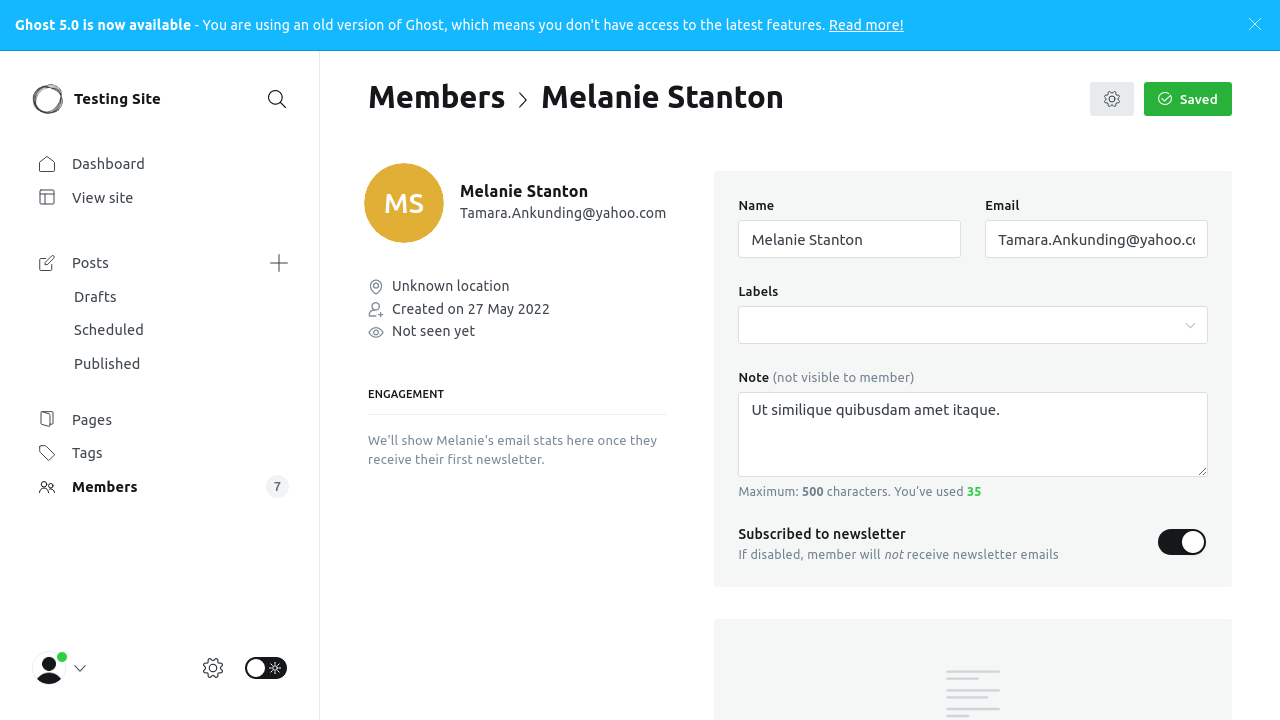 Ghost 5.0 is now available - You are using an old version of Ghost, which means you don't have access to the latest features. Read more!
Testing Site
Dashboard
View site
Posts
Drafts
Scheduled
Published
Pages
Tags
Members
7
Members
Melanie Stanton
Saved
MS
Melanie Stanton
Tamara.Ankunding@yahoo.com
Unknown location
Created on 27 May 2022
Not seen yet
ENGAGEMENT
We'll show Melanie's email stats here once they
receive their first newsletter.
Name
Melanie Stanton
Email
Tamara.Ankunding@yahoo.co
Labels
Note (not visible to member)
Ut similique quibusdam amet itaque.
Maximum: 500 characters. You've used 35
Subscribed to newsletter
If disabled, member will not receive newsletter emails